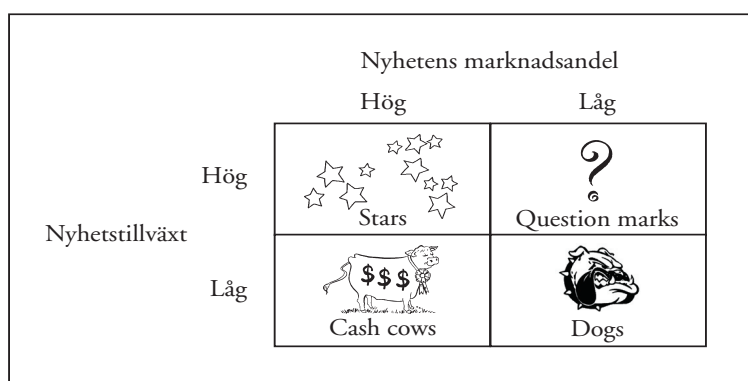 Nyhetens marknadsandel
Hög Låg
Hög
Stars Question marks
Nyhetstillväxt
Låg
$$$
Cash cows Dogs